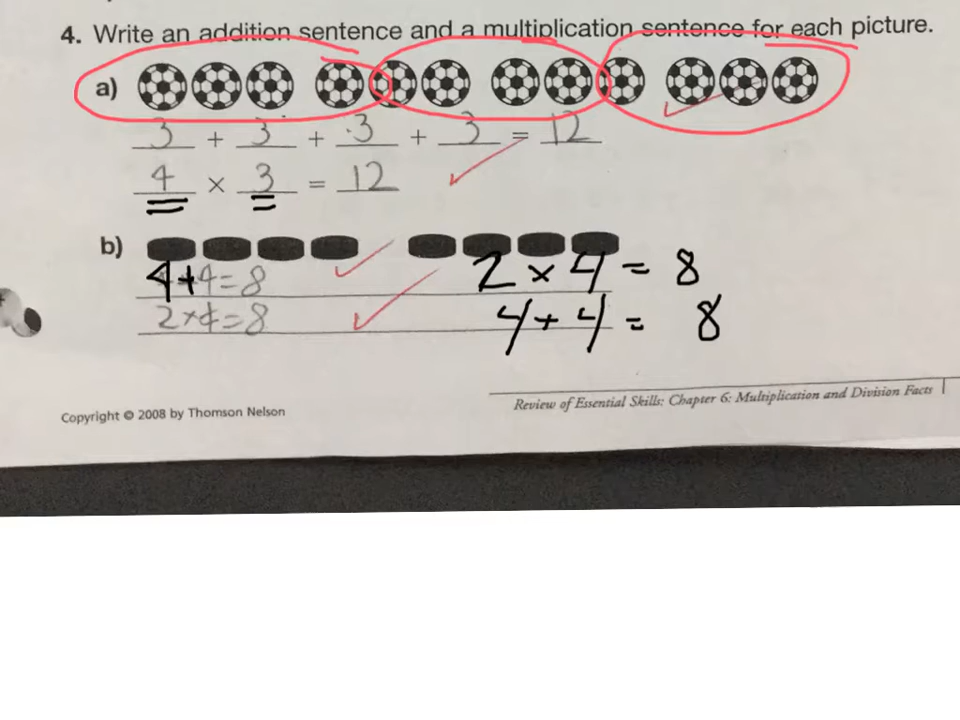 4. Write an addition sentence and a multiplication sentence for each picture.
a)
3 + 3 + 3 + 3 = 12
4 × 3 = 12
b)
4+4=8 2 × 4 = 8
2×4=8 4 + 4 = 8
Copyright © 2008 by Thomson Nelson
Review of Essential Skills: Chapter 6: Multiplication and Division Facts